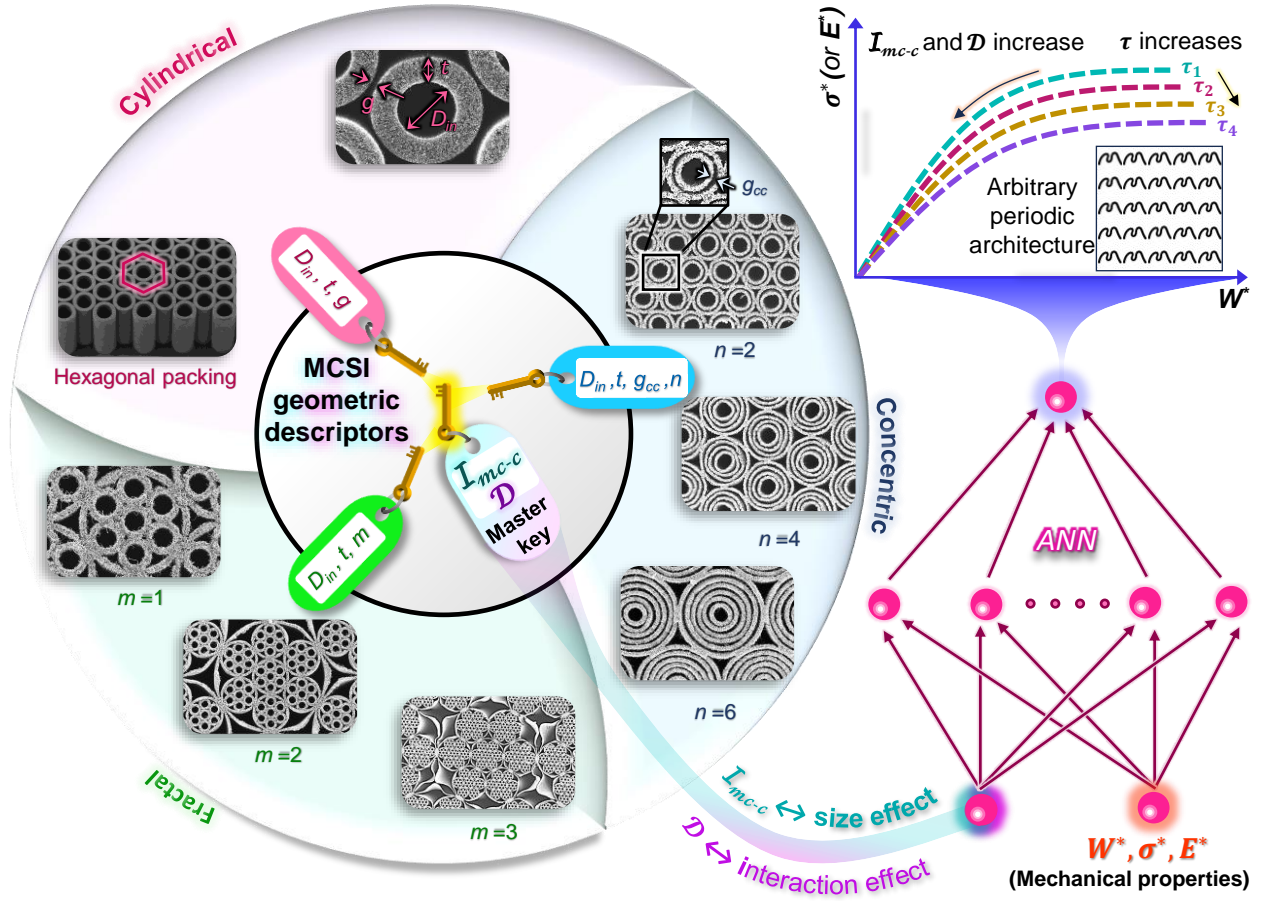 Cylindrical
t
g
D_in
Hexagonal packing
D_in, t, g
MCSI
geometric
descriptors
D_in, t, g_cc, n
I_mc-c
D
Master
key
D_in, t, m
g_cc
n =2
n =4
n =6
Concentric
m =1
m =2
m =3
Fractal
I_mc-c ↔ size effect
D ↔ interaction effect
σ* (or E*)
I_mc-c and D increase
τ increases
τ1
τ2
τ3
τ4
Arbitrary
periodic
architecture
W*
ANN
W*, σ*, E*
(Mechanical properties)